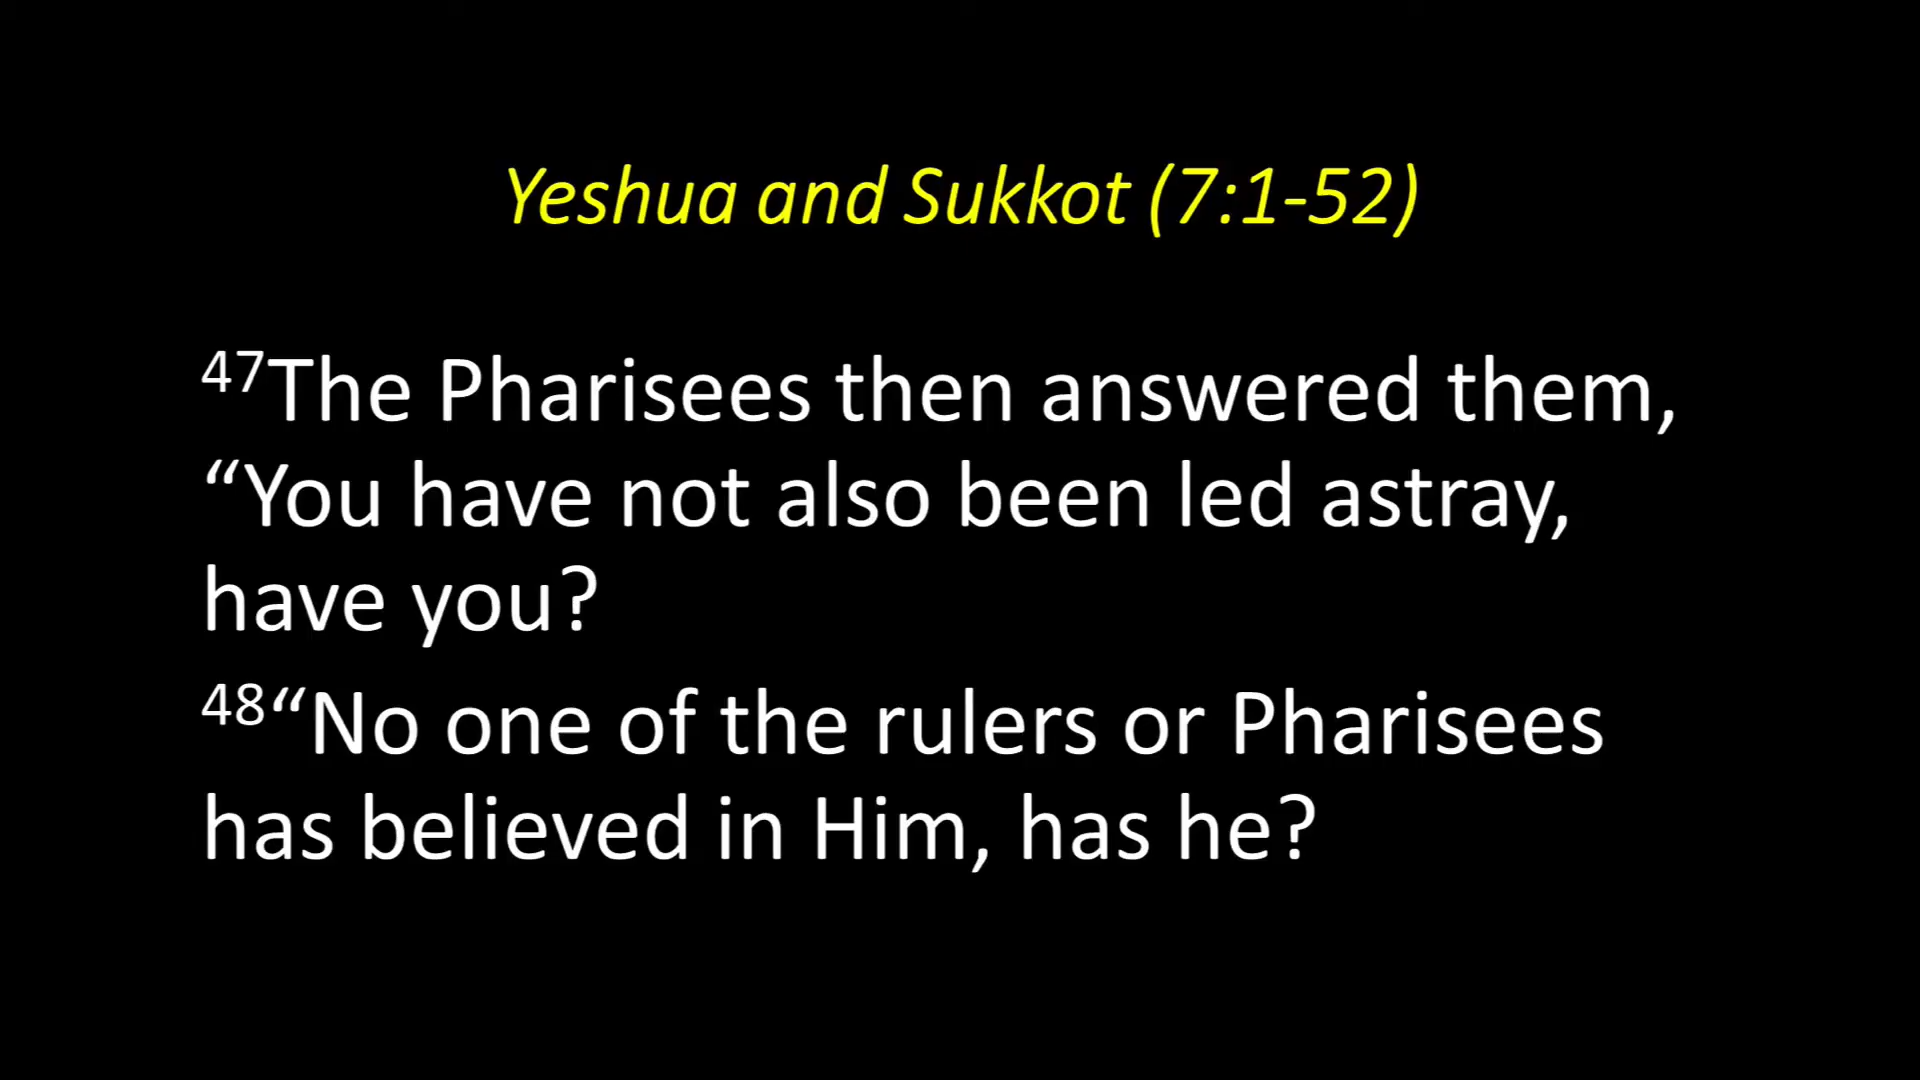 Yeshua and Sukkot (7:1-52)
47The Pharisees then answered them,
“You have not also been led astray,
have you?
48“No one of the rulers or Pharisees
has believed in Him, has he?